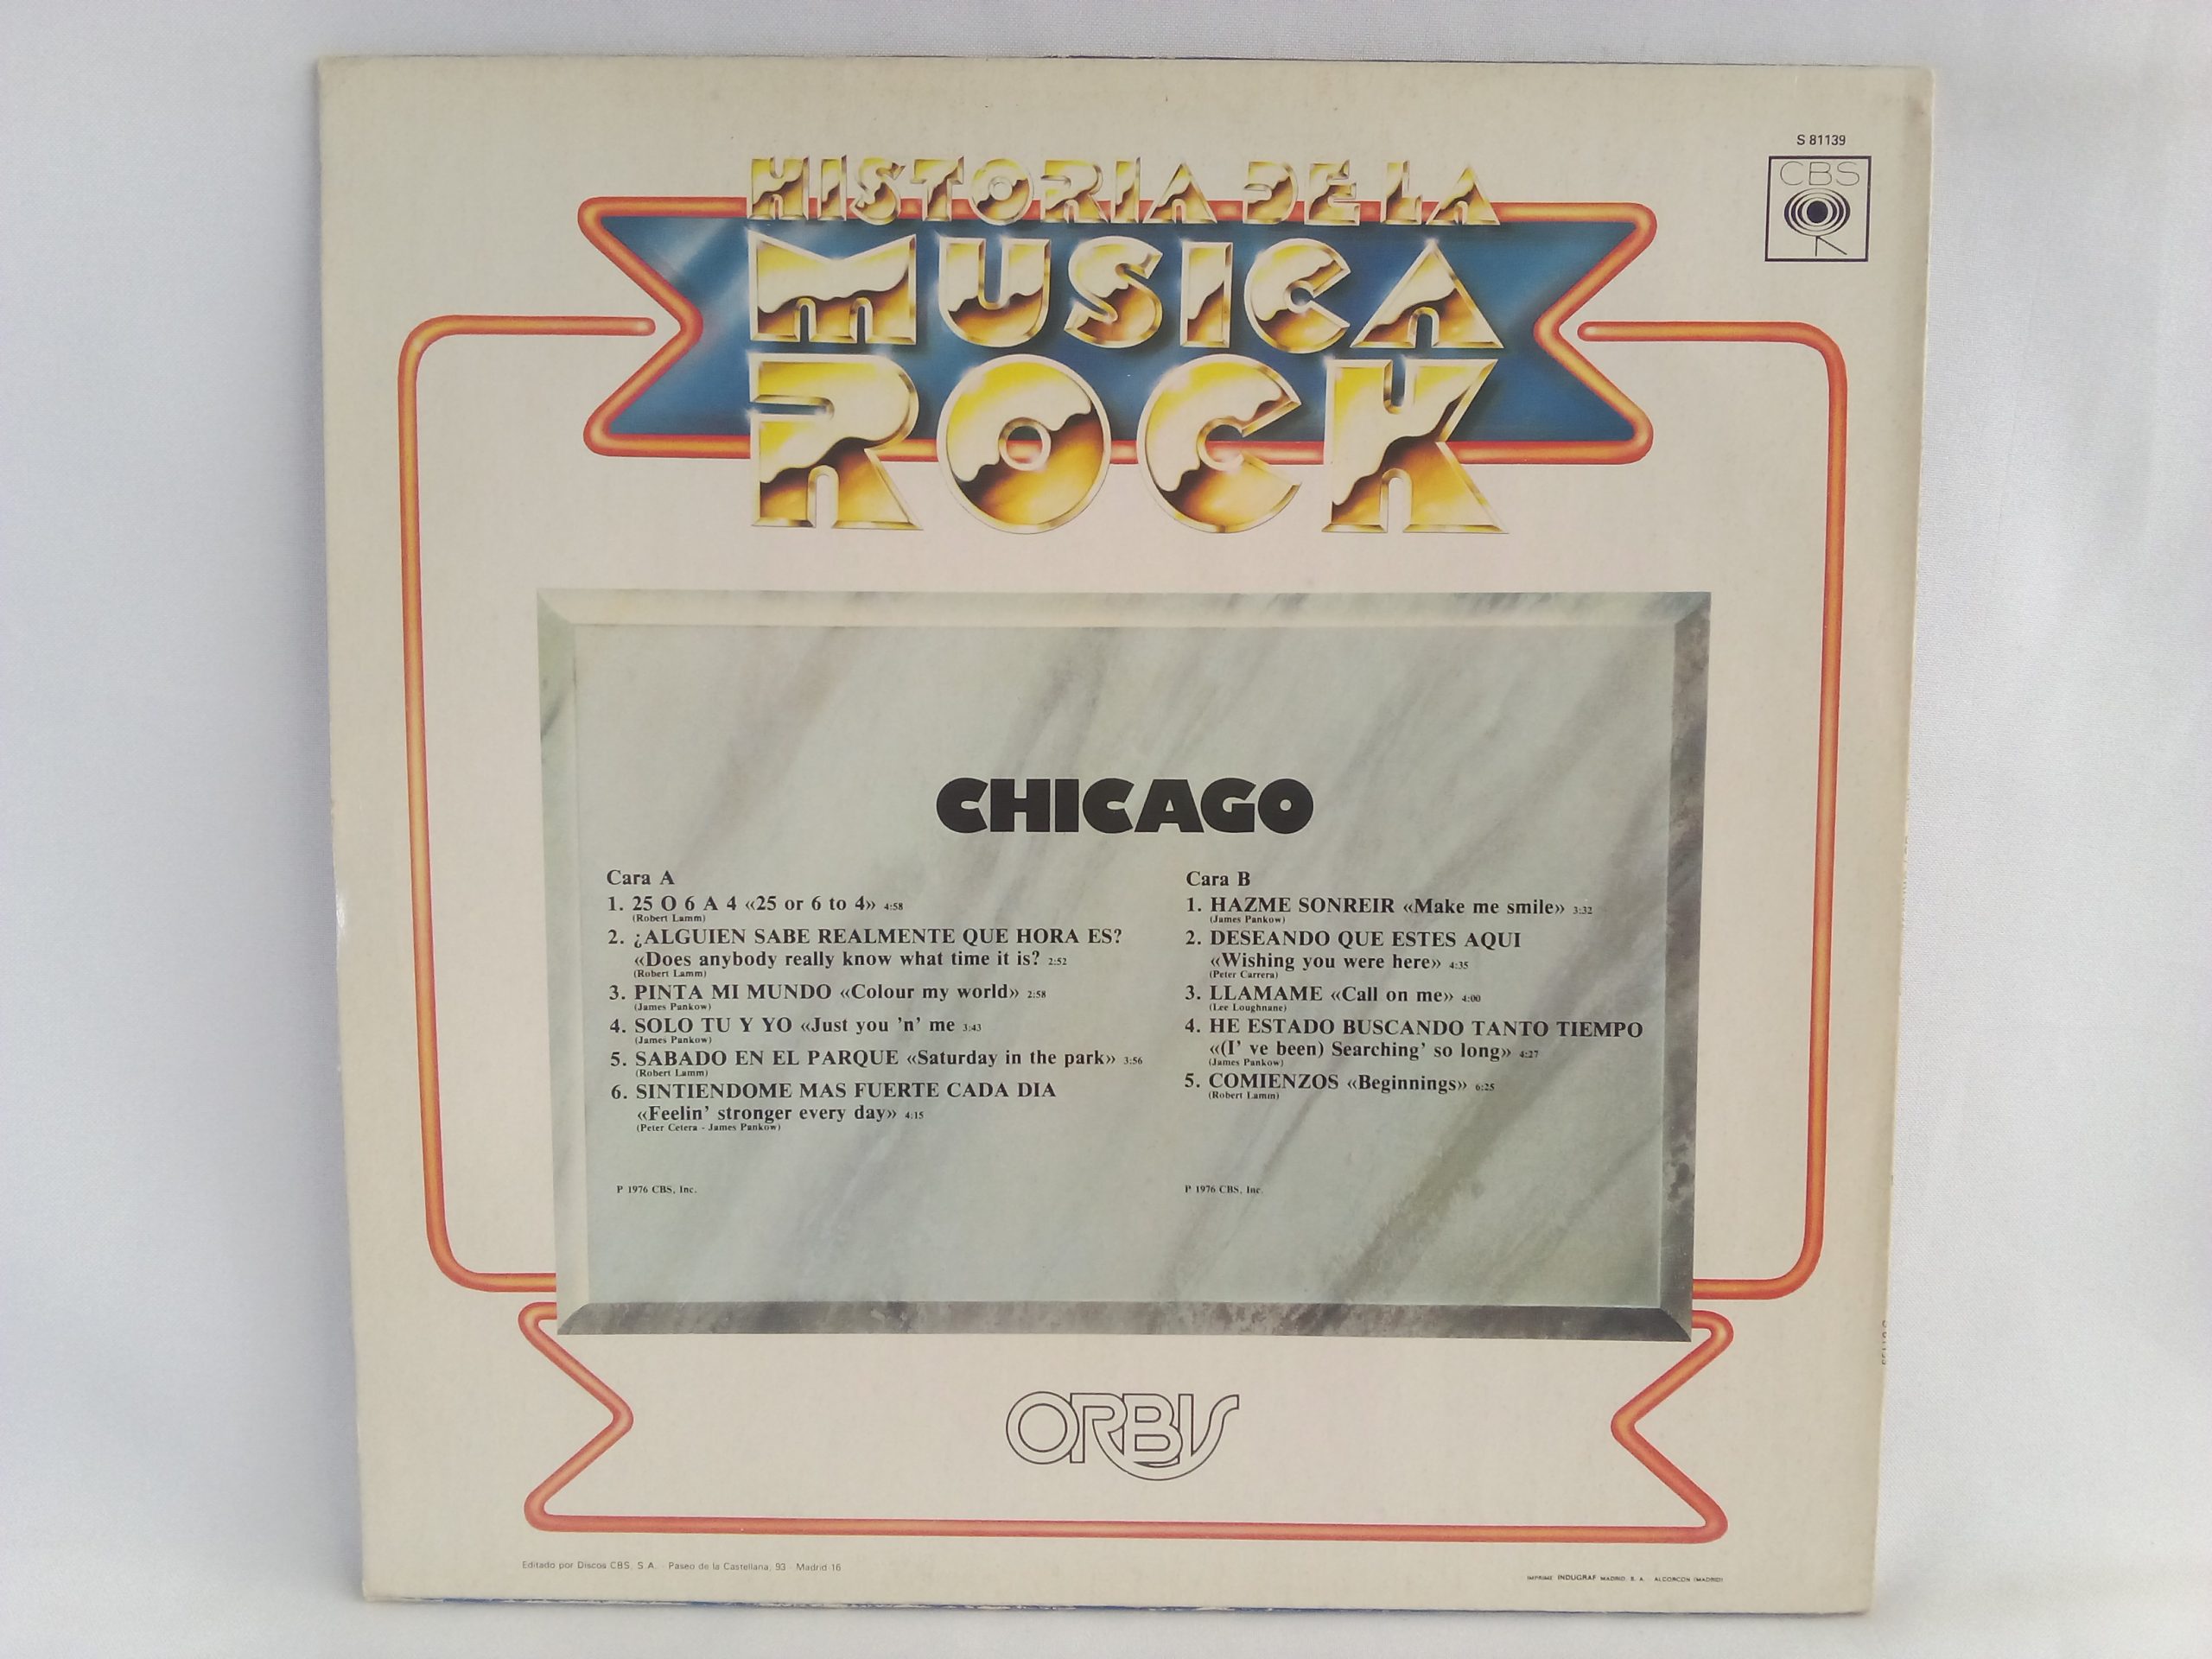 S 81139
CBS
HISTORIA DE LA
MUSICA
ROCK
CHICAGO
Cara A
1. 25 O 6 A 4 «25 or 6 to 4» 4:58
(Robert Lamm)
2. ¿ALGUIEN SABE REALMENTE QUE HORA ES?
«Does anybody really know what time it is? 2:52
(Robert Lamm)
3. PINTA MI MUNDO «Colour my world» 2:58
(James Pankow)
4. SOLO TU Y YO «Just you 'n' me 3:43
(James Pankow)
5. SABADO EN EL PARQUE «Saturday in the park» 3:56
(Robert Lamm)
6. SINTIENDOME MAS FUERTE CADA DIA
«Feelin' stronger every day» 4:15
(Peter Cetera - James Pankow)
P 1976 CBS, Inc.
Cara B
1. HAZME SONREIR «Make me smile» 3:32
(James Pankow)
2. DESEANDO QUE ESTES AQUI
«Wishing you were here» 4:35
(Peter Carrera)
3. LLAMAME «Call on me» 4:00
(Lee Loughnane)
4. HE ESTADO BUSCANDO TANTO TIEMPO
«(I' ve been) Searching' so long» 4:27
(James Pankow)
5. COMIENZOS «Beginnings» 6:25
(Robert Lamm)
P 1976 CBS, Inc.
ORBIS
Editado por Discos CBS, S.A. - Paseo de la Castellana, 93 - Madrid-16
IMPRIME INDUGRAF MADRID, S. A. ALCORCON (MADRID)